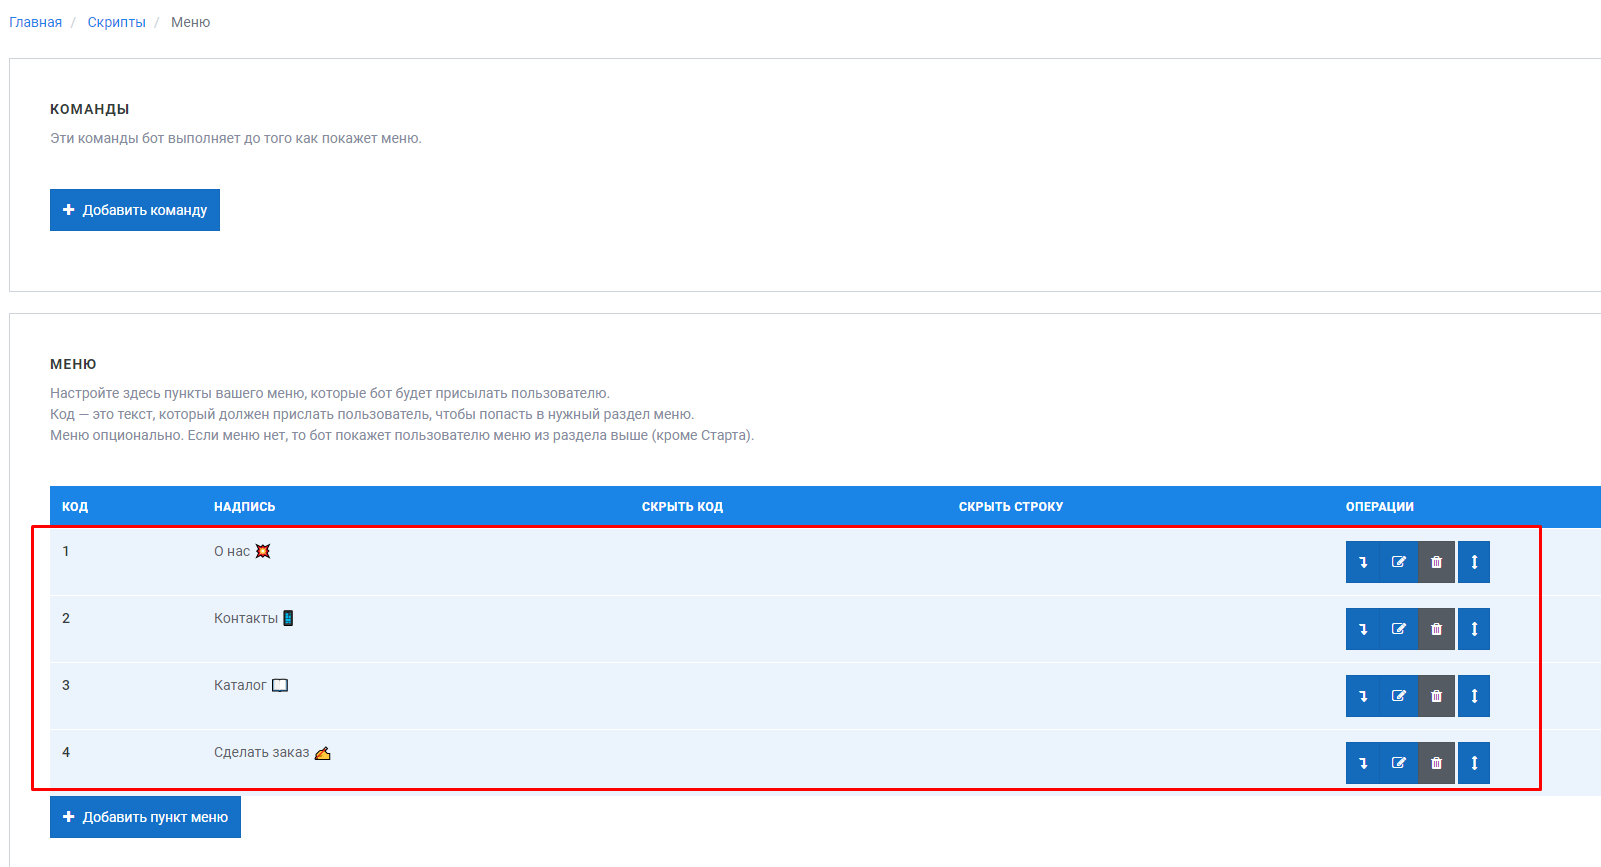 Главная / Скрипты / Меню
КОМАНДЫ
Эти команды бот выполняет до того как покажет меню.
Добавить команду
МЕНЮ
Настройте здесь пункты вашего меню, которые бот будет присылать пользователю.
Код — это текст, который должен прислать пользователь, чтобы попасть в нужный раздел меню.
Меню опционально. Если меню нет, то бот покажет пользователю меню из раздела выше (кроме Старта).
КОД НАДПИСЬ СКРЫТЬ КОД СКРЫТЬ СТРОКУ ОПЕРАЦИИ
1 О нас 💥
2 Контакты 📱
3 Каталог 📖
4 Сделать заказ ✍
Добавить пункт меню